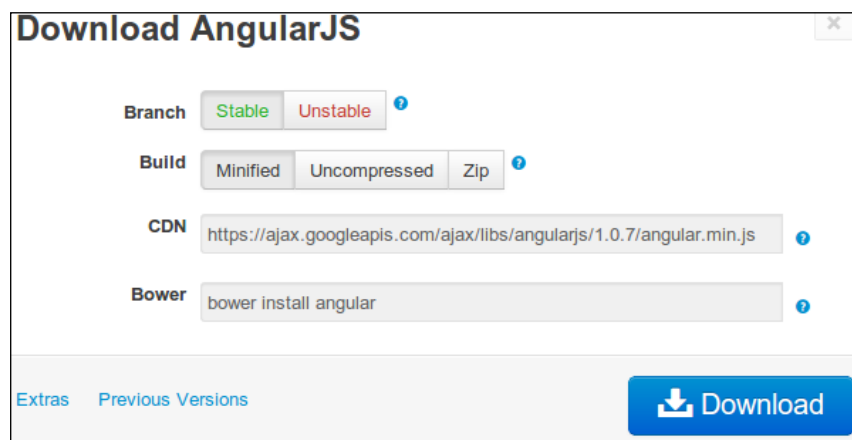 Download AngularJS
×
Branch Stable Unstable ?
Build Minified Uncompressed Zip ?
CDN https://ajax.googleapis.com/ajax/libs/angularjs/1.0.7/angular.min.js ?
Bower bower install angular ?
Extras Previous Versions Download